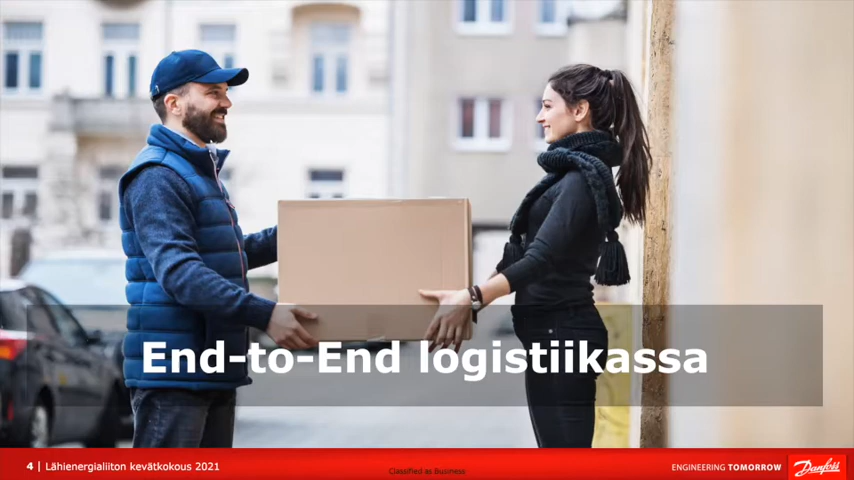 End-to-End logistiikassa
4 | Lähienergialiiton kevätkokous 2021
Classified as Business
ENGINEERING TOMORROW
Danfoss